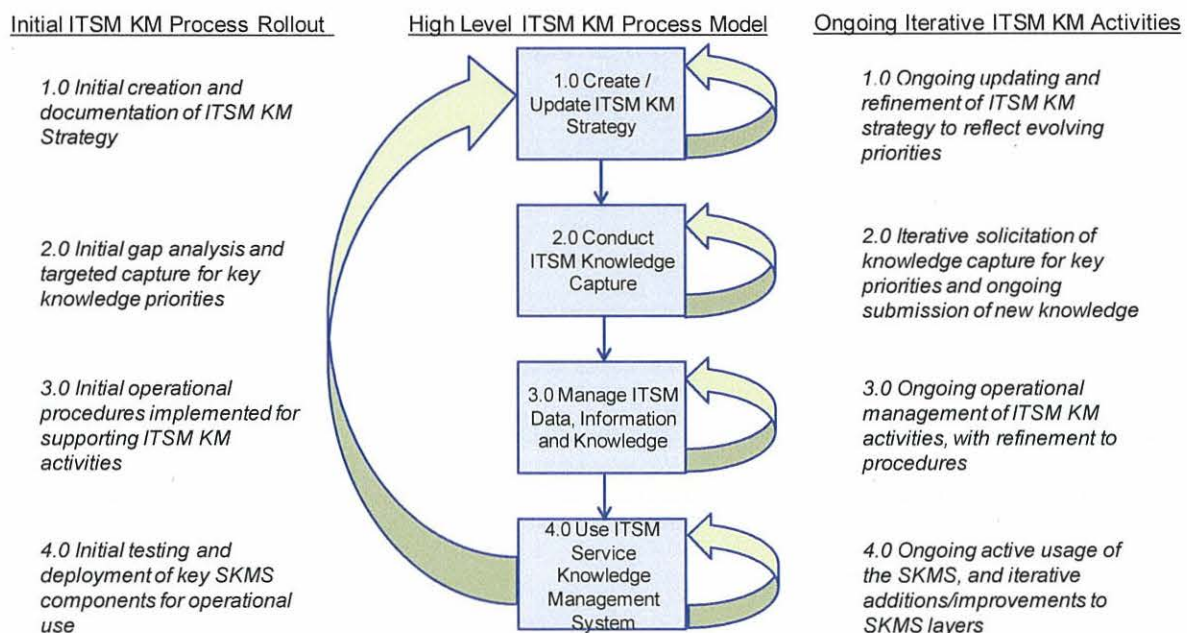 Initial ITSM KM Process Rollout
1.0 Initial creation and
documentation of ITSM KM
Strategy
2.0 Initial gap analysis and
targeted capture for key
knowledge priorities
3.0 Initial operational
procedures implemented for
supporting ITSM KM
activities
4.0 Initial testing and
deployment of key SKMS
components for operational
use
High Level ITSM KM Process Model
1.0 Create /
Update ITSM KM
Strategy
2.0 Conduct
ITSM Knowledge
Capture
3.0 Manage ITSM
Data, Information
and Knowledge
4.0 Use ITSM
Service
Knowledge
Management
System
Ongoing Iterative ITSM KM Activities
1.0 Ongoing updating and
refinement of ITSM KM
strategy to reflect evolving
priorities
2.0 Iterative solicitation of
knowledge capture for key
priorities and ongoing
submission of new knowledge
3.0 Ongoing operational
management of ITSM KM
activities, with refinement to
procedures
4.0 Ongoing active usage of
the SKMS, and iterative
additions/improvements to
SKMS layers